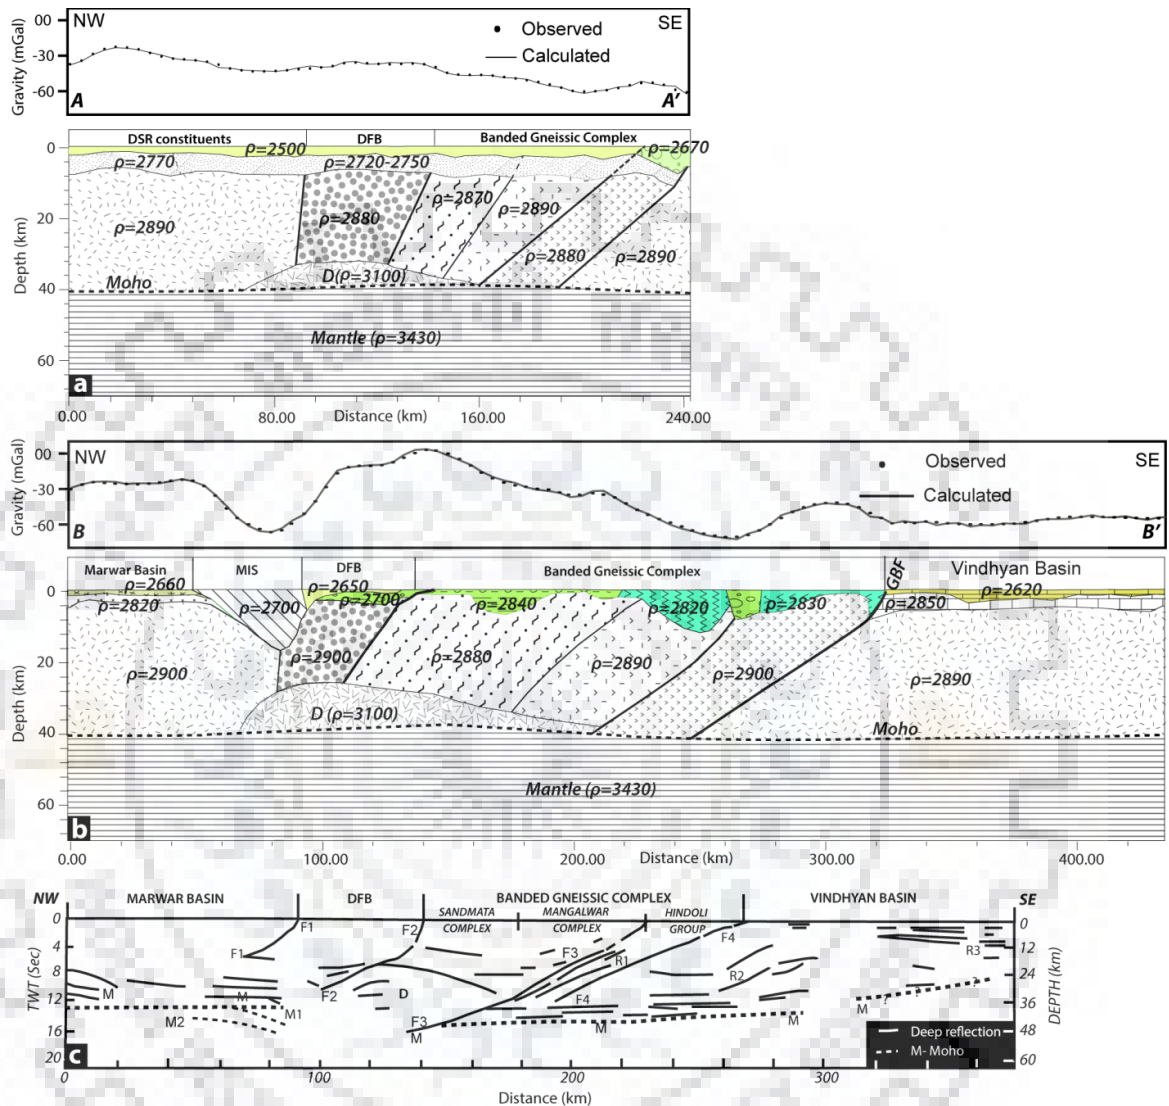 NW SE
00
-30
-60
Gravity (mGal)
Observed
Calculated
A A'
DSR constituents DFB Banded Gneissic Complex
0
20
40
60
Depth (km)
ρ=2500 ρ=2670
ρ=2770 ρ=2720-2750
ρ=2870
ρ=2890 ρ=2880 ρ=2890
ρ=2880 ρ=2890
Moho D(ρ=3100)
Mantle (ρ=3430)
a
0.00 80.00 Distance (km) 160.00 240.00
NW SE
00
-30
-60
Gravity (mGal)
Observed
Calculated
B B'
Marwar Basin MIS DFB Banded Gneissic Complex GBF Vindhyan Basin
0
20
40
60
Depth (km)
ρ=2660 ρ=2650 ρ=2620
ρ=2820 ρ=2700 ρ=2700 ρ=2840 ρ=2820 ρ=2830 ρ=2850
ρ=2900 ρ=2900 ρ=2880 ρ=2890 ρ=2900 ρ=2890
D (ρ=3100)
Moho
Mantle (ρ=3430)
b
0.00 100.00 200.00 Distance (km) 300.00 400.00
NW MARWAR BASIN DFB BANDED GNEISSIC COMPLEX VINDHYAN BASIN SE
SANDMATA MANGALWAR HINDOLI
COMPLEX COMPLEX GROUP
0
4
8
12
16
20
TWT (Sec)
0
12
24
36
48
60
DEPTH (km)
F1 F2 F4
F1 F3 R1 R3
R2
M M F2 D F4 M ? ?
M2 M1 F3 M M
M
Deep reflection
M- Moho
c
0 100 200 300
Distance (km)